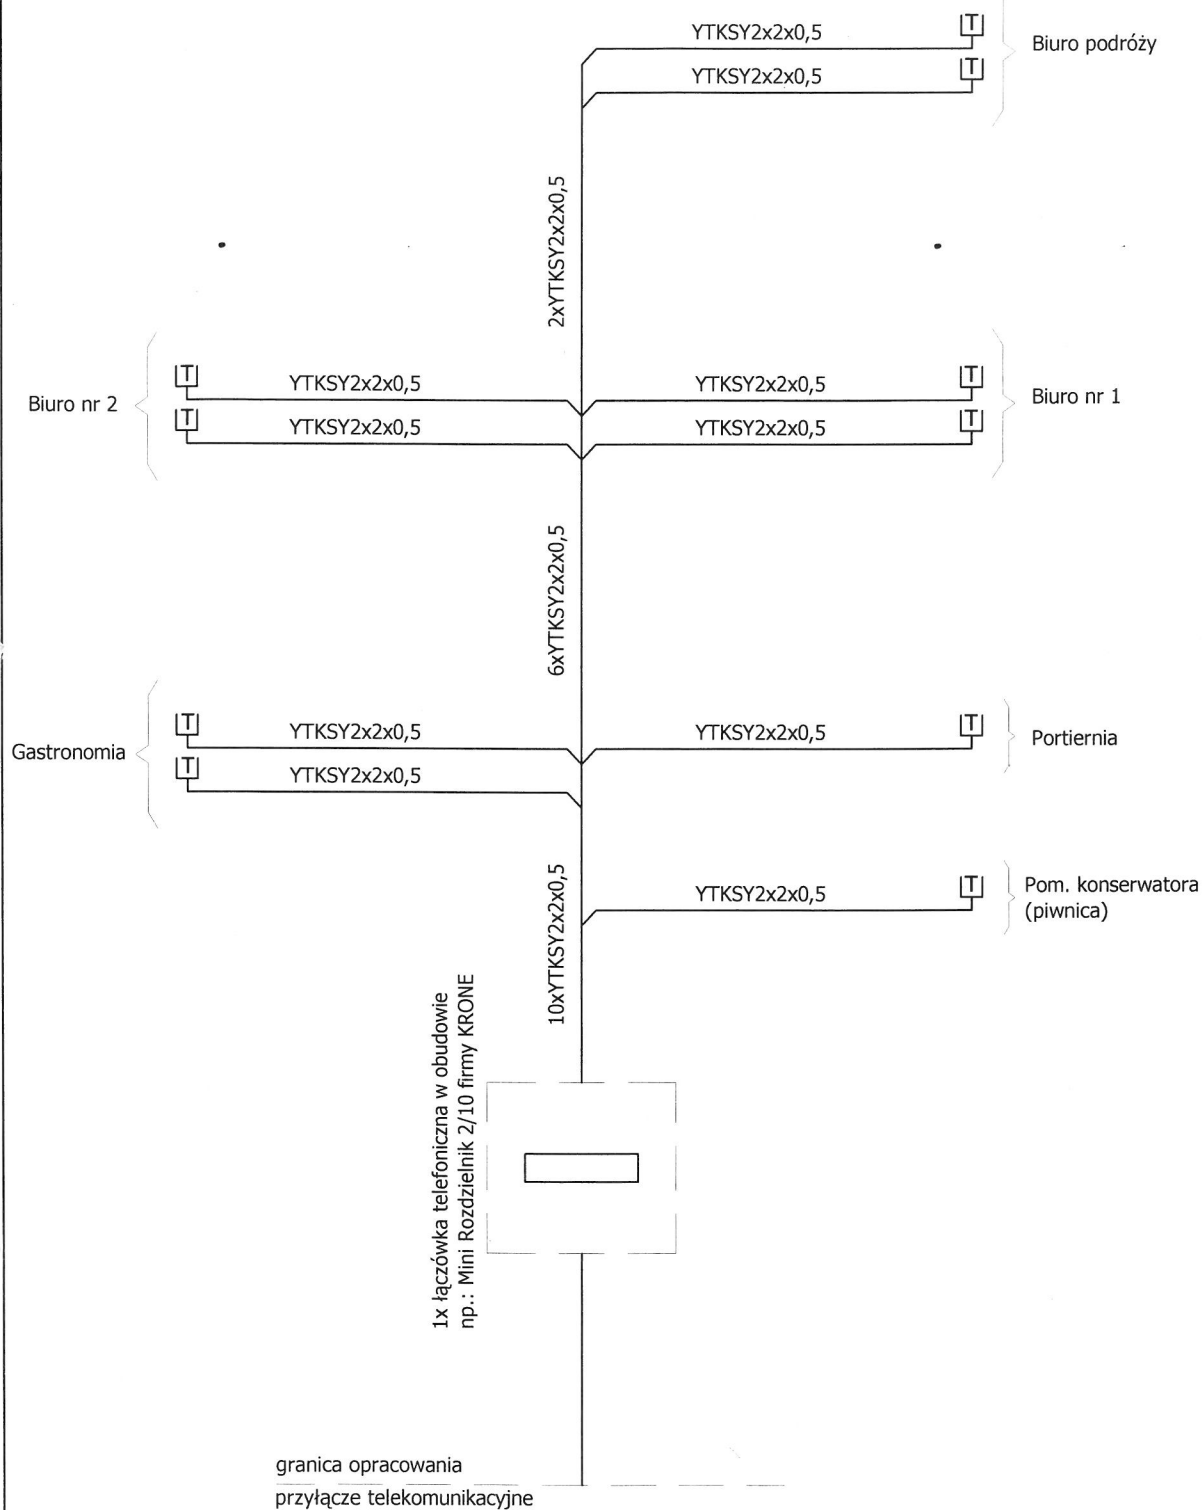 YTKSY2x2x0,5
T
Biuro podróży
YTKSY2x2x0,5
T
2xYTKSY2x2x0,5
Biuro nr 2
T
YTKSY2x2x0,5
YTKSY2x2x0,5
T
Biuro nr 1
T
YTKSY2x2x0,5
YTKSY2x2x0,5
T
6xYTKSY2x2x0,5
Gastronomia
T
YTKSY2x2x0,5
YTKSY2x2x0,5
T
Portiernia
T
YTKSY2x2x0,5
10xYTKSY2x2x0,5
YTKSY2x2x0,5
T
Pom. konserwatora
(piwnica)
1x łączówka telefoniczna w obudowie
np.: Mini Rozdzielnik 2/10 firmy KRONE
granica opracowania
przyłącze telekomunikacyjne